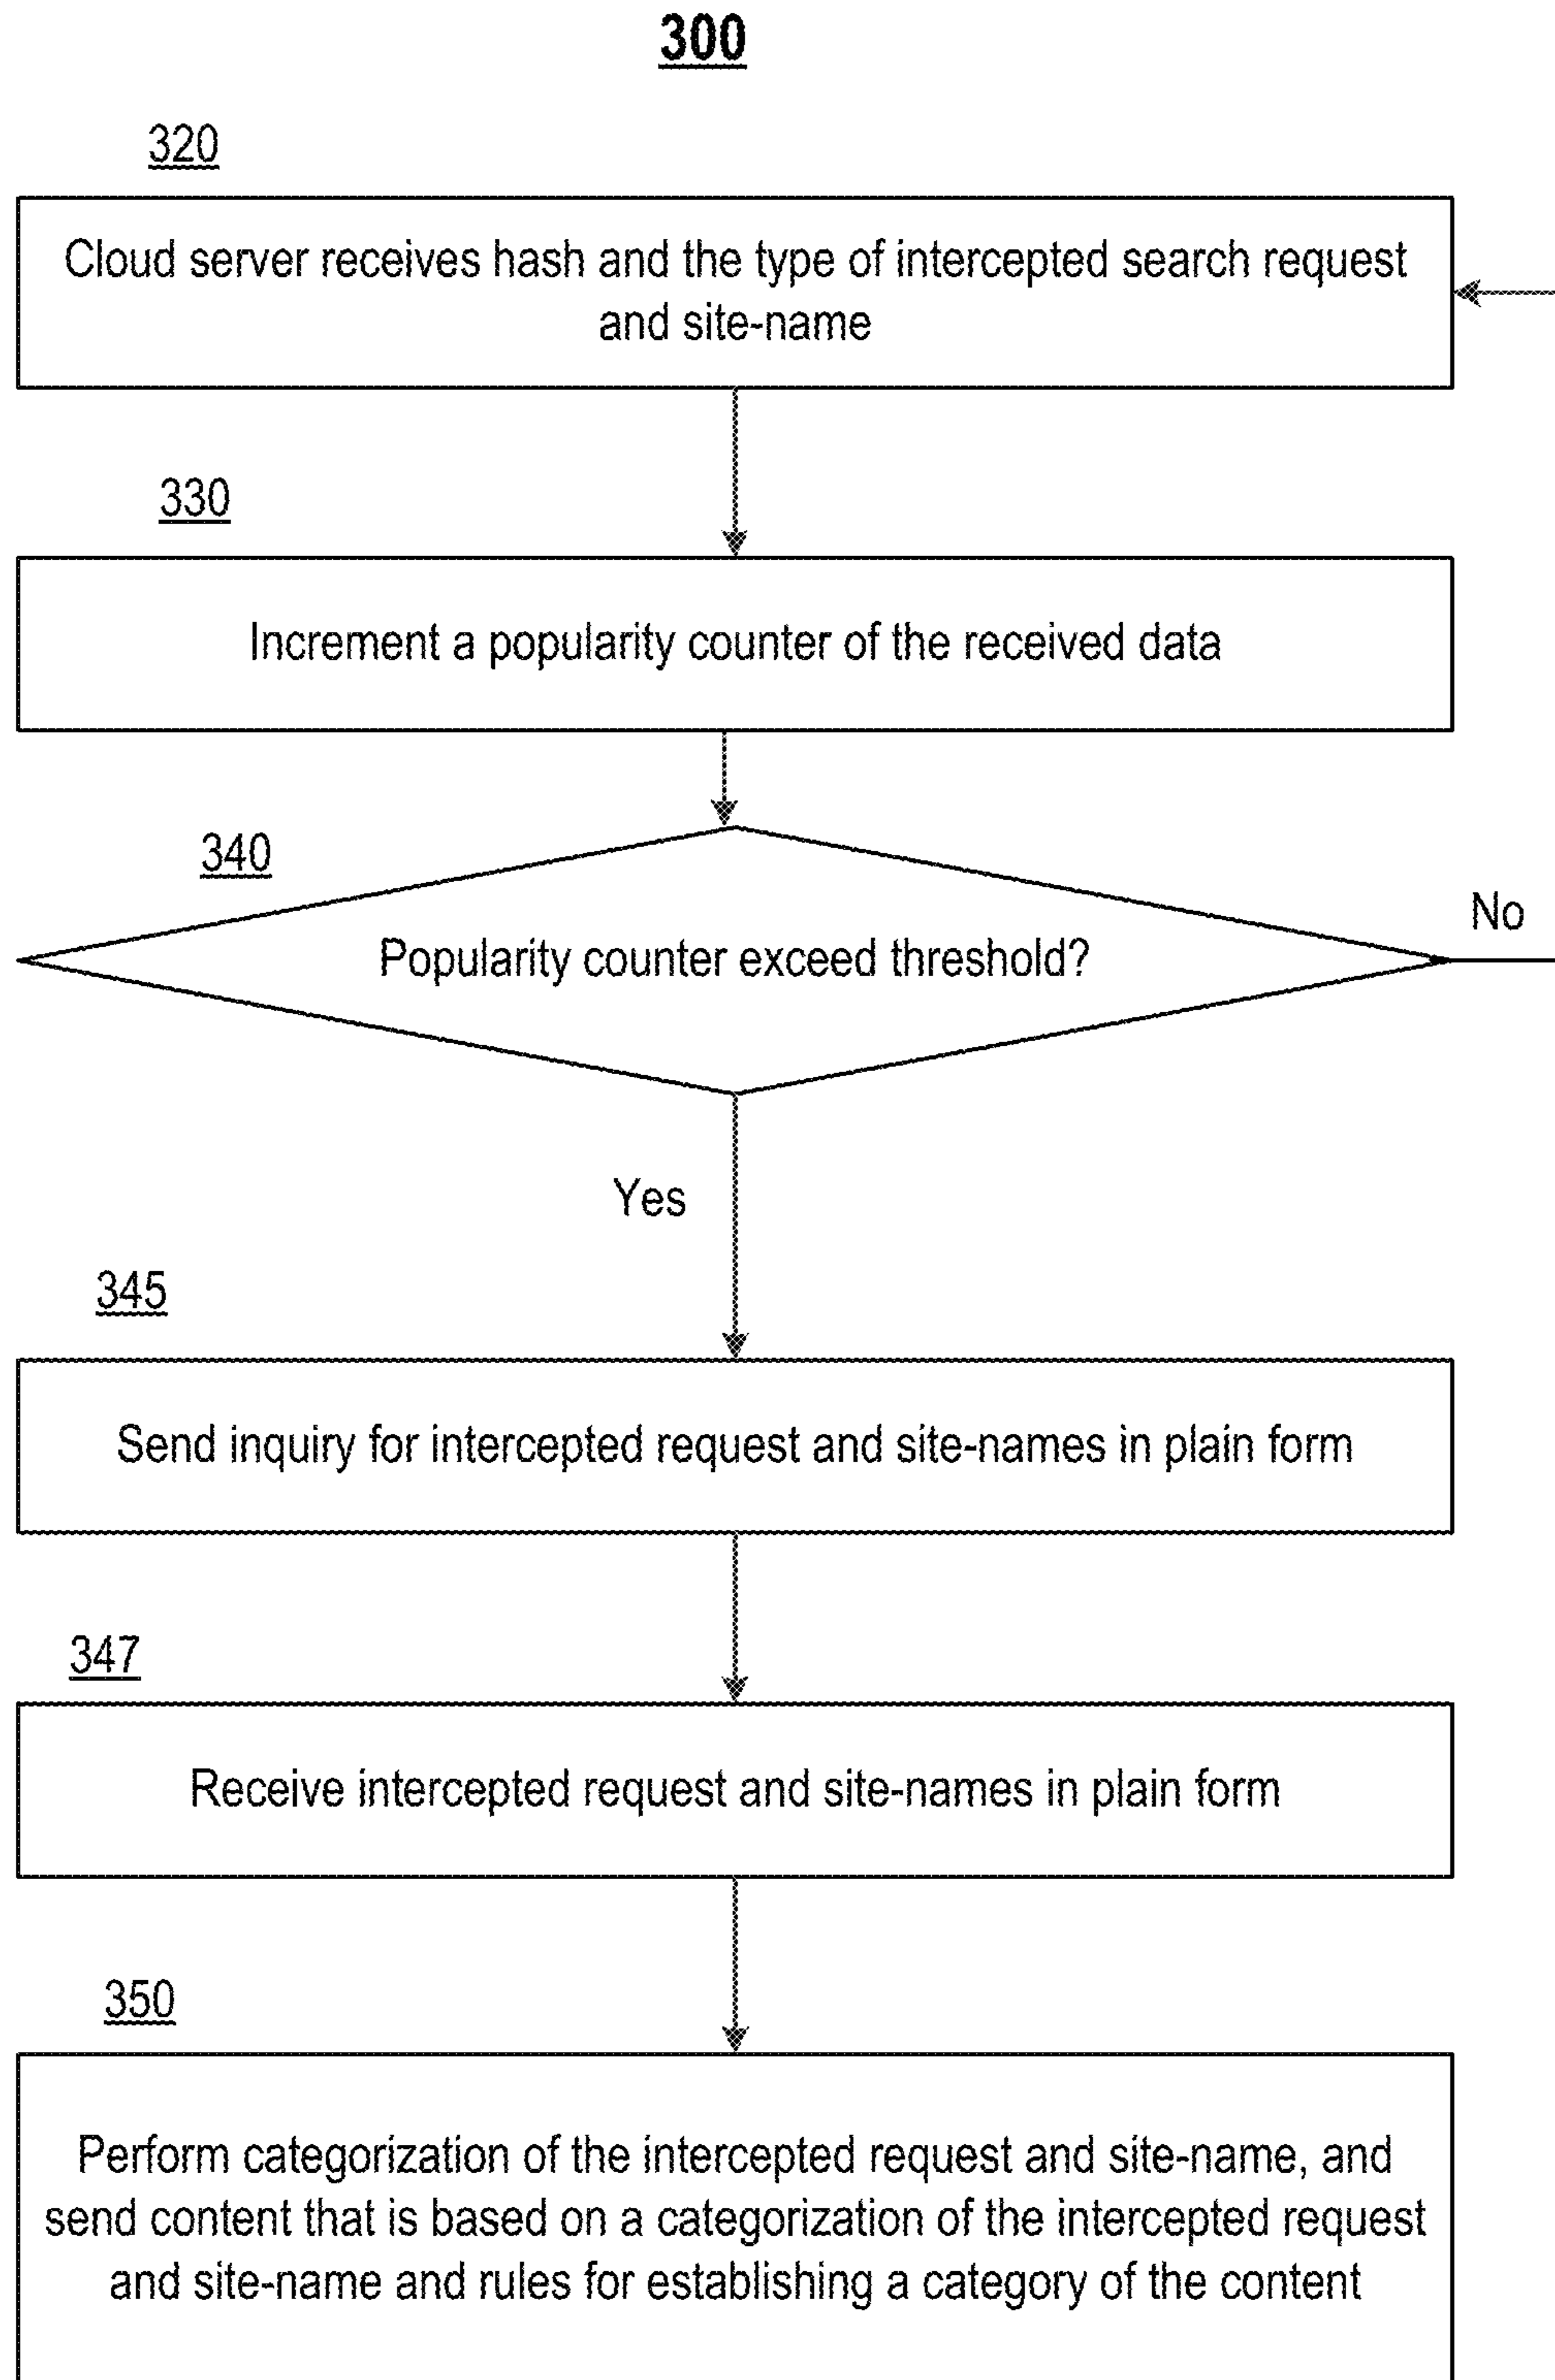 300
320
Cloud server receives hash and the type of intercepted search request
and site-name
330
Increment a popularity counter of the received data
340
Popularity counter exceed threshold?
No
Yes
345
Send inquiry for intercepted request and site-names in plain form
347
Receive intercepted request and site-names in plain form
350
Perform categorization of the intercepted request and site-name, and
send content that is based on a categorization of the intercepted request
and site-name and rules for establishing a category of the content